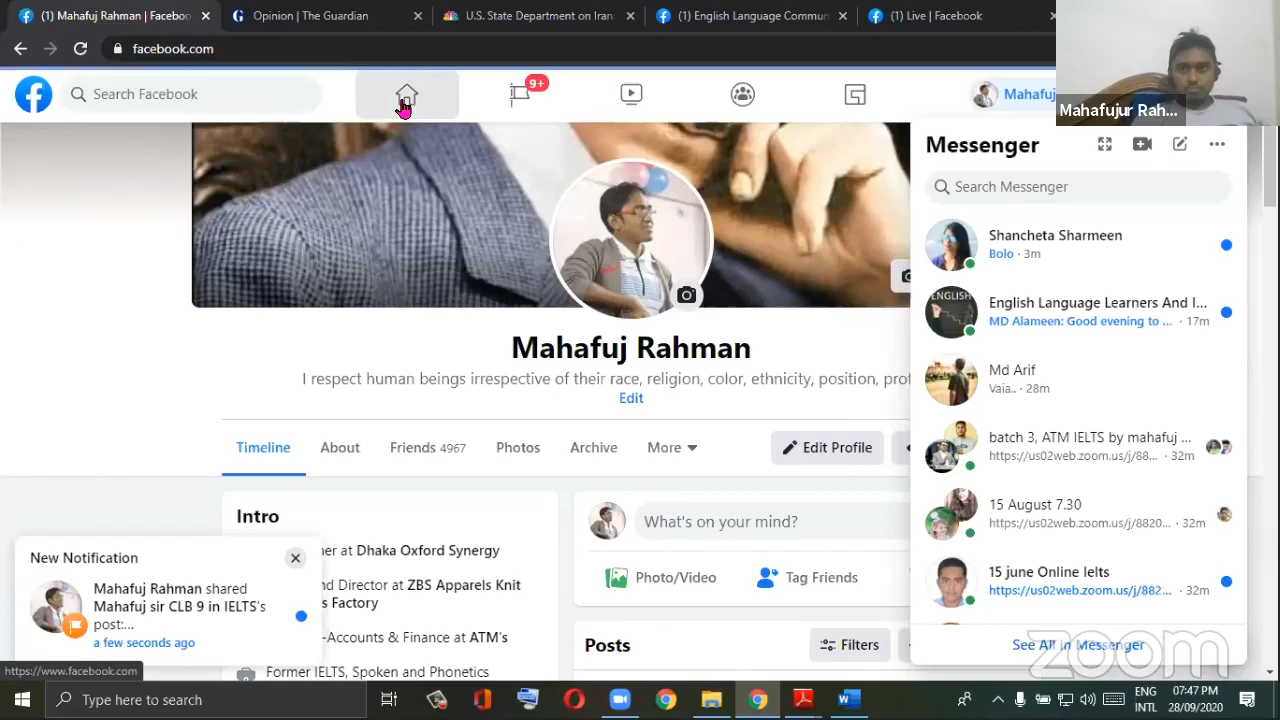 (1) Mahafuj Rahman | Facebo
Opinion | The Guardian
U.S. State Department on Iran:
(1) English Language Commun
(1) Live | Facebook
facebook.com
Search Facebook
9+
Mahafuj
Mahafujur Rah...
Messenger
Search Messenger
Shancheta Sharmeen
Bolo · 3m
English Language Learners And I...
MD Alameen: Good evening to ... · 17m
Md Arif
Vaia.. · 28m
batch 3, ATM IELTS by mahafuj ...
https://us02web.zoom.us/j/88... · 32m
15 August 7.30
https://us02web.zoom.us/j/8820... · 32m
15 june Online Ielts
https://us02web.zoom.us/j/882... · 32m
See All in Messenger
zoom
ENGLISH
Mahafuj Rahman
I respect human beings irrespective of their race, religion, color, ethnicity, position, prof
Edit
Timeline
About
Friends 4967
Photos
Archive
More
Edit Profile
Intro
What's on your mind?
Photo/Video
Tag Friends
Posts
Filters
er at Dhaka Oxford Synergy
nd Director at ZBS Apparels Knit
s Factory
-Accounts & Finance at ATM's
Former IELTS, Spoken and Phonetics
New Notification
Mahafuj Rahman shared
Mahafuj sir CLB 9 in IELTS's
post:...
a few seconds ago
https://www.facebook.com
Type here to search
ENG
INTL
07:47 PM
28/09/2020